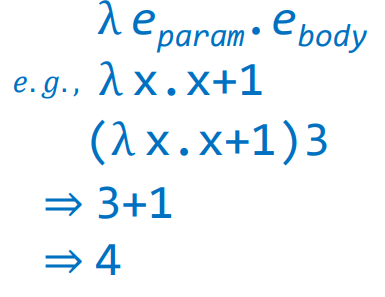 λ e_param.e_body
e.g., λ x.x+1
(λ x.x+1)3
⇒ 3+1
⇒ 4